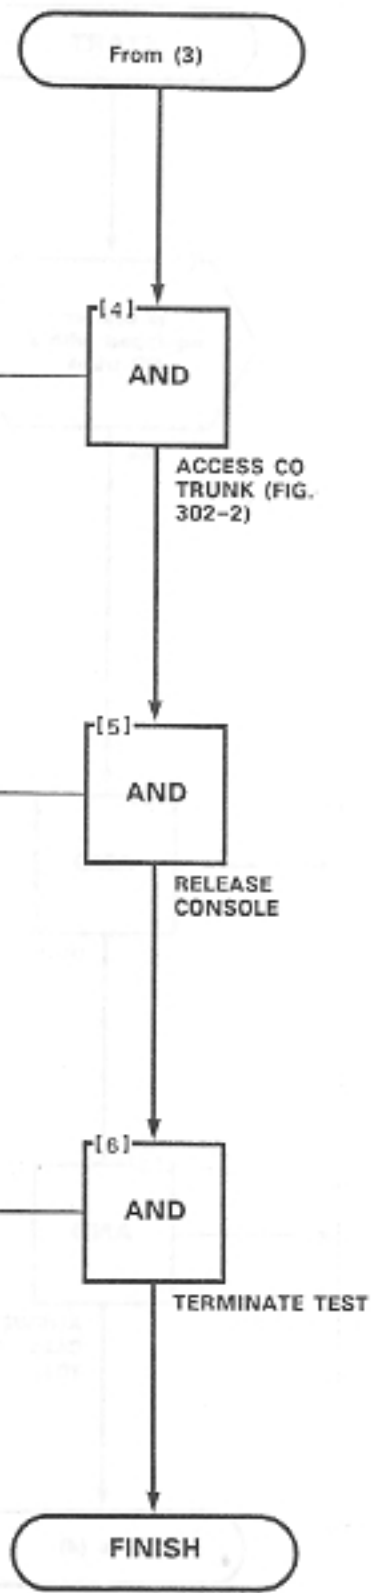 From (3)
[4]
AND
ACCESS CO
TRUNK (FIG.
302-2)
[5]
AND
RELEASE
CONSOLE
[6]
AND
TERMINATE TEST
FINISH